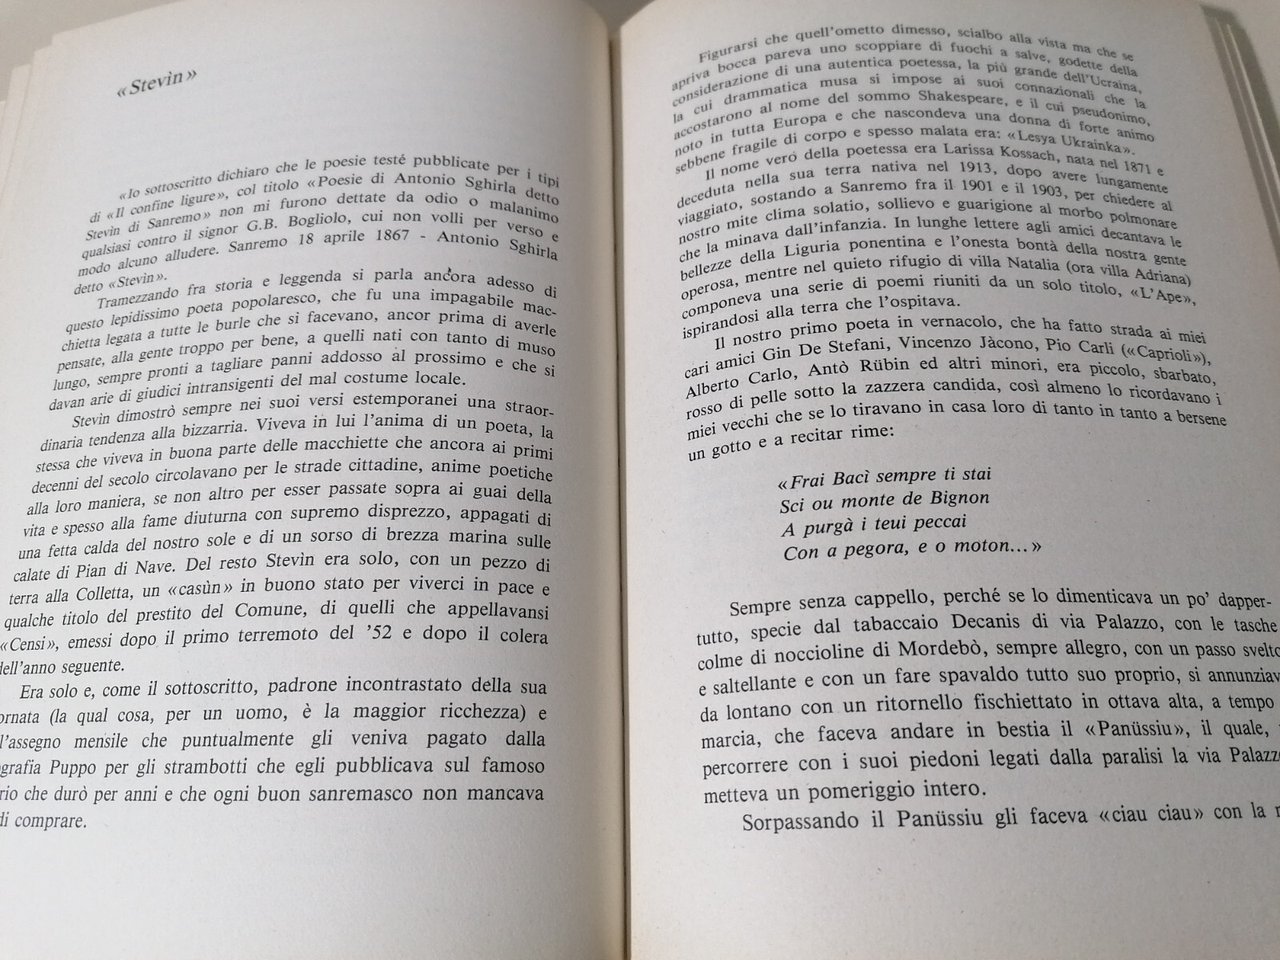 «Stevìn»
«Io sottoscritto dichiaro che le poesie testé pubblicate per i tipi
di «Il confine ligure», col titolo «Poesie di Antonio Sghirla detto
Stevìn di Sanremo» non mi furono dettate da odio o malanimo
qualsiasi contro il signor G.B. Bogliolo, cui non volli per verso e
modo alcuno alludere. Sanremo 18 aprile 1867 - Antonio Sghirla
detto «Stevìn».
Tramezzando fra storia e leggenda si parla ancora adesso di
questo lepidissimo poeta popolaresco, che fu una impagabile mac-
chietta legata a tutte le burle che si facevano, ancor prima di averle
pensate, alla gente troppo per bene, a quelli nati con tanto di muso
lungo, sempre pronti a tagliare panni addosso al prossimo e che si
davan arie di giudici intransigenti del mal costume locale.
Stevìn dimostrò sempre nei suoi versi estemporanei una straor-
dinaria tendenza alla bizzarria. Viveva in lui l'anima di un poeta, la
stessa che viveva in buona parte delle macchiette che ancora ai primi
decenni del secolo circolavano per le strade cittadine, anime poetiche
alla loro maniera, se non altro per esser passate sopra ai guai della
vita e spesso alla fame diuturna con supremo disprezzo, appagati di
una fetta calda del nostro sole e di un sorso di brezza marina sulle
calate di Pian di Nave. Del resto Stevìn era solo, con un pezzo di
terra alla Colletta, un «casùn» in buono stato per viverci in pace e
qualche titolo del prestito del Comune, di quelli che appellavansi
«Censi», emessi dopo il primo terremoto del '52 e dopo il colera
dell'anno seguente.
Era solo e, come il sottoscritto, padrone incontrastato della sua
ornata (la qual cosa, per un uomo, è la maggior ricchezza) e
l'assegno mensile che puntualmente gli veniva pagato dalla
ografia Puppo per gli strambotti che egli pubblicava sul famoso
rio che durò per anni e che ogni buon sanremasco non mancava
di comprare.
Figurarsi che quell'ometto dimesso, scialbo alla vista ma che se
apriva bocca pareva uno scoppiare di fuochi a salve, godette della
considerazione di una autentica poetessa, la più grande dell'Ucraina,
la cui drammatica musa si impose ai suoi connazionali che la
accostarono al nome del sommo Shakespeare, e il cui pseudonimo,
noto in tutta Europa e che nascondeva una donna di forte animo
sebbene fragile di corpo e spesso malata era: «Lesya Ukrainka».
Il nome vero della poetessa era Larissa Kossach, nata nel 1871 e
deceduta nella sua terra nativa nel 1913, dopo avere lungamente
viaggiato, sostando a Sanremo fra il 1901 e il 1903, per chiedere al
nostro mite clima solatio, sollievo e guarigione al morbo polmonare
che la minava dall'infanzia. In lunghe lettere agli amici decantava le
bellezze della Liguria ponentina e l'onesta bontà della nostra gente
operosa, mentre nel quieto rifugio di villa Natalia (ora villa Adriana)
componeva una serie di poemi riuniti da un solo titolo, «L'Ape»,
ispirandosi alla terra che l'ospitava.
Il nostro primo poeta in vernacolo, che ha fatto strada ai miei
cari amici Gin De Stefani, Vincenzo Jàcono, Pio Carli («Caprioli»),
Alberto Carlo, Antò Rübin ed altri minori, era piccolo, sbarbato,
rosso di pelle sotto la zazzera candida, così almeno lo ricordavano i
miei vecchi che se lo tiravano in casa loro di tanto in tanto a bersene
un gotto e a recitar rime:
«Frai Bacì sempre ti stai
Sci ou monte de Bignon
A purgà i teui peccai
Con a pegora, e o moton...»
Sempre senza cappello, perché se lo dimenticava un po' dapper-
tutto, specie dal tabaccaio Decanis di via Palazzo, con le tasche
colme di noccioline di Mordebò, sempre allegro, con un passo svelto
e saltellante e con un fare spavaldo tutto suo proprio, si annunziav
da lontano con un ritornello fischiettato in ottava alta, a tempo
marcia, che faceva andare in bestia il «Panüssiu», il quale,
percorrere con i suoi piedoni legati dalla paralisi la via Palazzo
metteva un pomeriggio intero.
Sorpassando il Panüssiu gli faceva «ciau ciau» con la